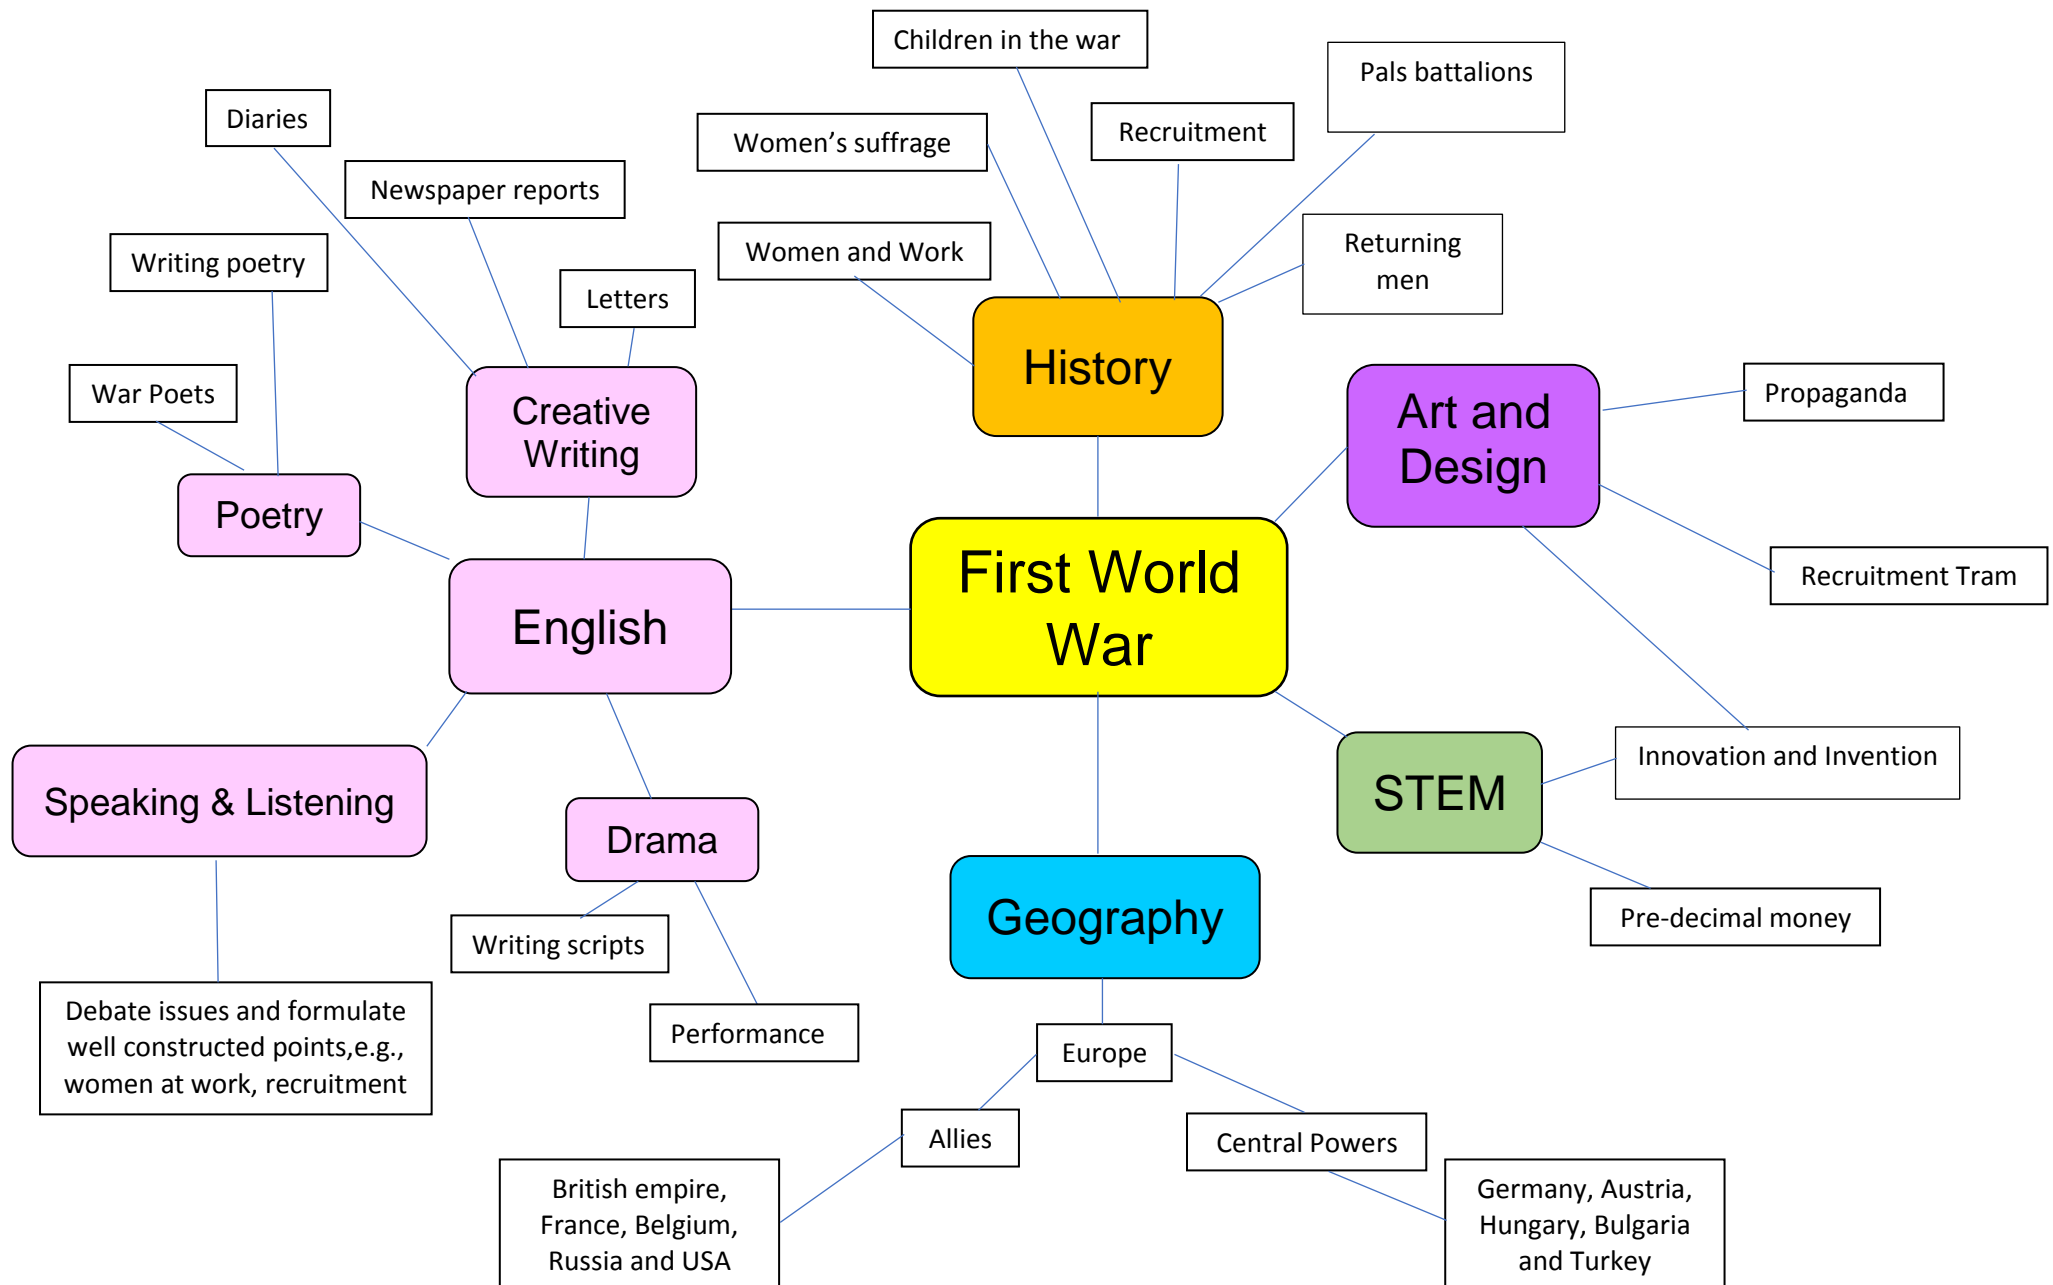 Children in the war
Pals battalions
Diaries
Recruitment
Women’s suffrage
Newspaper reports
Women and Work
Returning
men
Writing poetry
Letters
History
War Poets
Creative
Writing
Art and
Design
Propaganda
Poetry
First World
War
Recruitment Tram
English
Innovation and Invention
STEM
Speaking & Listening
Drama
Geography
Pre-decimal money
Writing scripts
Debate issues and formulate
well constructed points,e.g.,
women at work, recruitment
Performance
Europe
Allies
Central Powers
British empire,
France, Belgium,
Russia and USA
Germany, Austria,
Hungary, Bulgaria
and Turkey